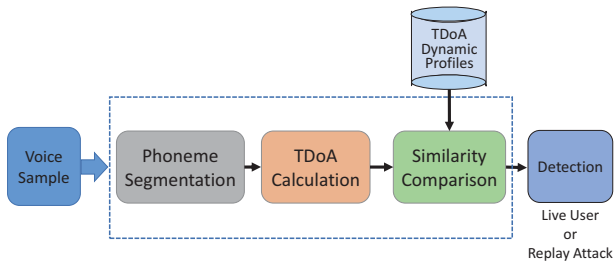 TDoA
Dynamic
Profiles
Voice
Sample
Phoneme
Segmentation
TDoA
Calculation
Similarity
Comparison
Detection
Live User
or
Replay Attack